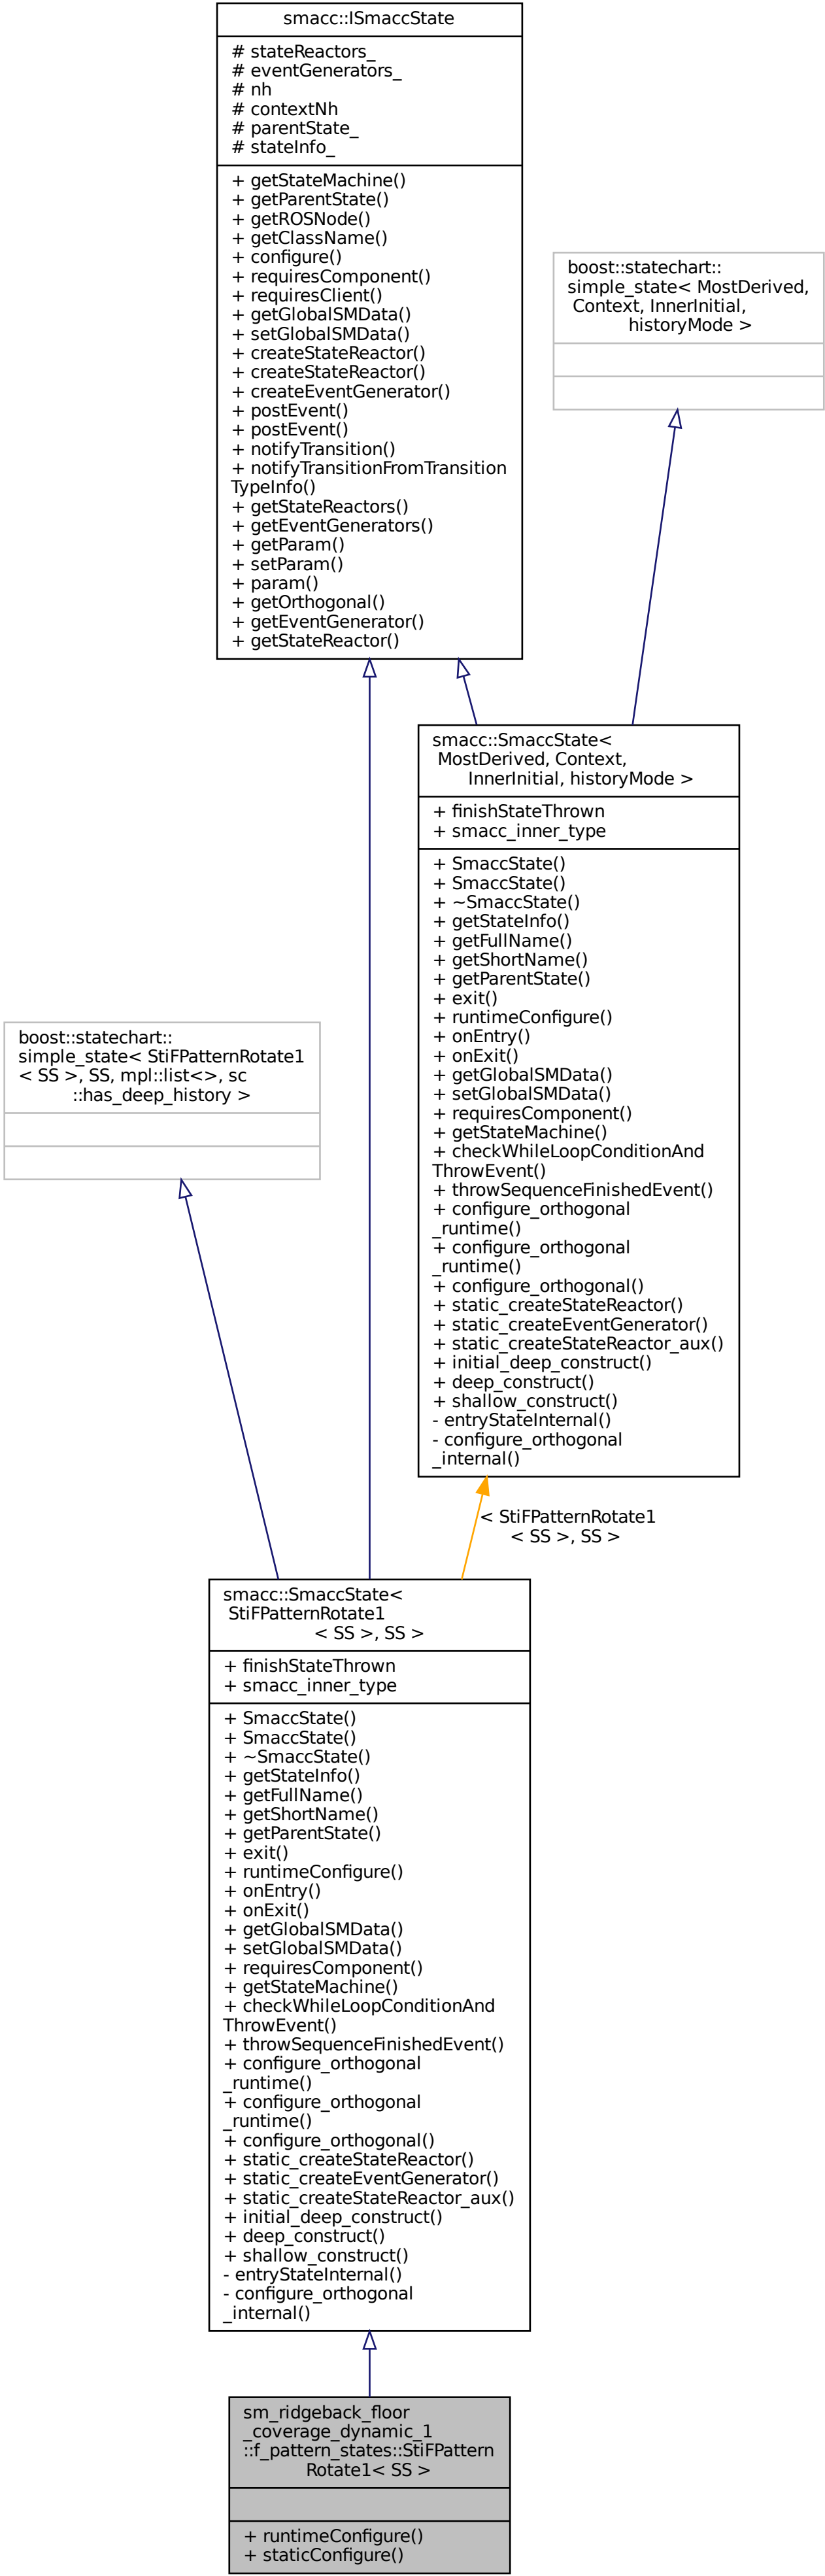 smacc::ISmaccState
# stateReactors_
# eventGenerators_
# nh
# contextNh
# parentState_
# stateInfo_
+ getStateMachine()
+ getParentState()
+ getROSNode()
+ getClassName()
+ configure()
+ requiresComponent()
+ requiresClient()
+ getGlobalSMData()
+ setGlobalSMData()
+ createStateReactor()
+ createStateReactor()
+ createEventGenerator()
+ postEvent()
+ postEvent()
+ notifyTransition()
+ notifyTransitionFromTransition
TypeInfo()
+ getStateReactors()
+ getEventGenerators()
+ getParam()
+ setParam()
+ param()
+ getOrthogonal()
+ getEventGenerator()
+ getStateReactor()
boost::statechart::
simple_state< MostDerived,
Context, InnerInitial,
historyMode >
smacc::SmaccState<
MostDerived, Context,
InnerInitial, historyMode >
+ finishStateThrown
+ smacc_inner_type
+ SmaccState()
+ SmaccState()
+ ~SmaccState()
+ getStateInfo()
+ getFullName()
+ getShortName()
+ getParentState()
+ exit()
+ runtimeConfigure()
+ onEntry()
+ onExit()
+ getGlobalSMData()
+ setGlobalSMData()
+ requiresComponent()
+ getStateMachine()
+ checkWhileLoopConditionAnd
ThrowEvent()
+ throwSequenceFinishedEvent()
+ configure_orthogonal
_runtime()
+ configure_orthogonal
_runtime()
+ configure_orthogonal()
+ static_createStateReactor()
+ static_createEventGenerator()
+ static_createStateReactor_aux()
+ initial_deep_construct()
+ deep_construct()
+ shallow_construct()
- entryStateInternal()
- configure_orthogonal
_internal()
boost::statechart::
simple_state< StiFPatternRotate1
< SS >, SS, mpl::list<>, sc
::has_deep_history >
< StiFPatternRotate1
< SS >, SS >
smacc::SmaccState<
StiFPatternRotate1
< SS >, SS >
+ finishStateThrown
+ smacc_inner_type
+ SmaccState()
+ SmaccState()
+ ~SmaccState()
+ getStateInfo()
+ getFullName()
+ getShortName()
+ getParentState()
+ exit()
+ runtimeConfigure()
+ onEntry()
+ onExit()
+ getGlobalSMData()
+ setGlobalSMData()
+ requiresComponent()
+ getStateMachine()
+ checkWhileLoopConditionAnd
ThrowEvent()
+ throwSequenceFinishedEvent()
+ configure_orthogonal
_runtime()
+ configure_orthogonal
_runtime()
+ configure_orthogonal()
+ static_createStateReactor()
+ static_createEventGenerator()
+ static_createStateReactor_aux()
+ initial_deep_construct()
+ deep_construct()
+ shallow_construct()
- entryStateInternal()
- configure_orthogonal
_internal()
sm_ridgeback_floor
_coverage_dynamic_1
::f_pattern_states::StiFPattern
Rotate1< SS >
+ runtimeConfigure()
+ staticConfigure()